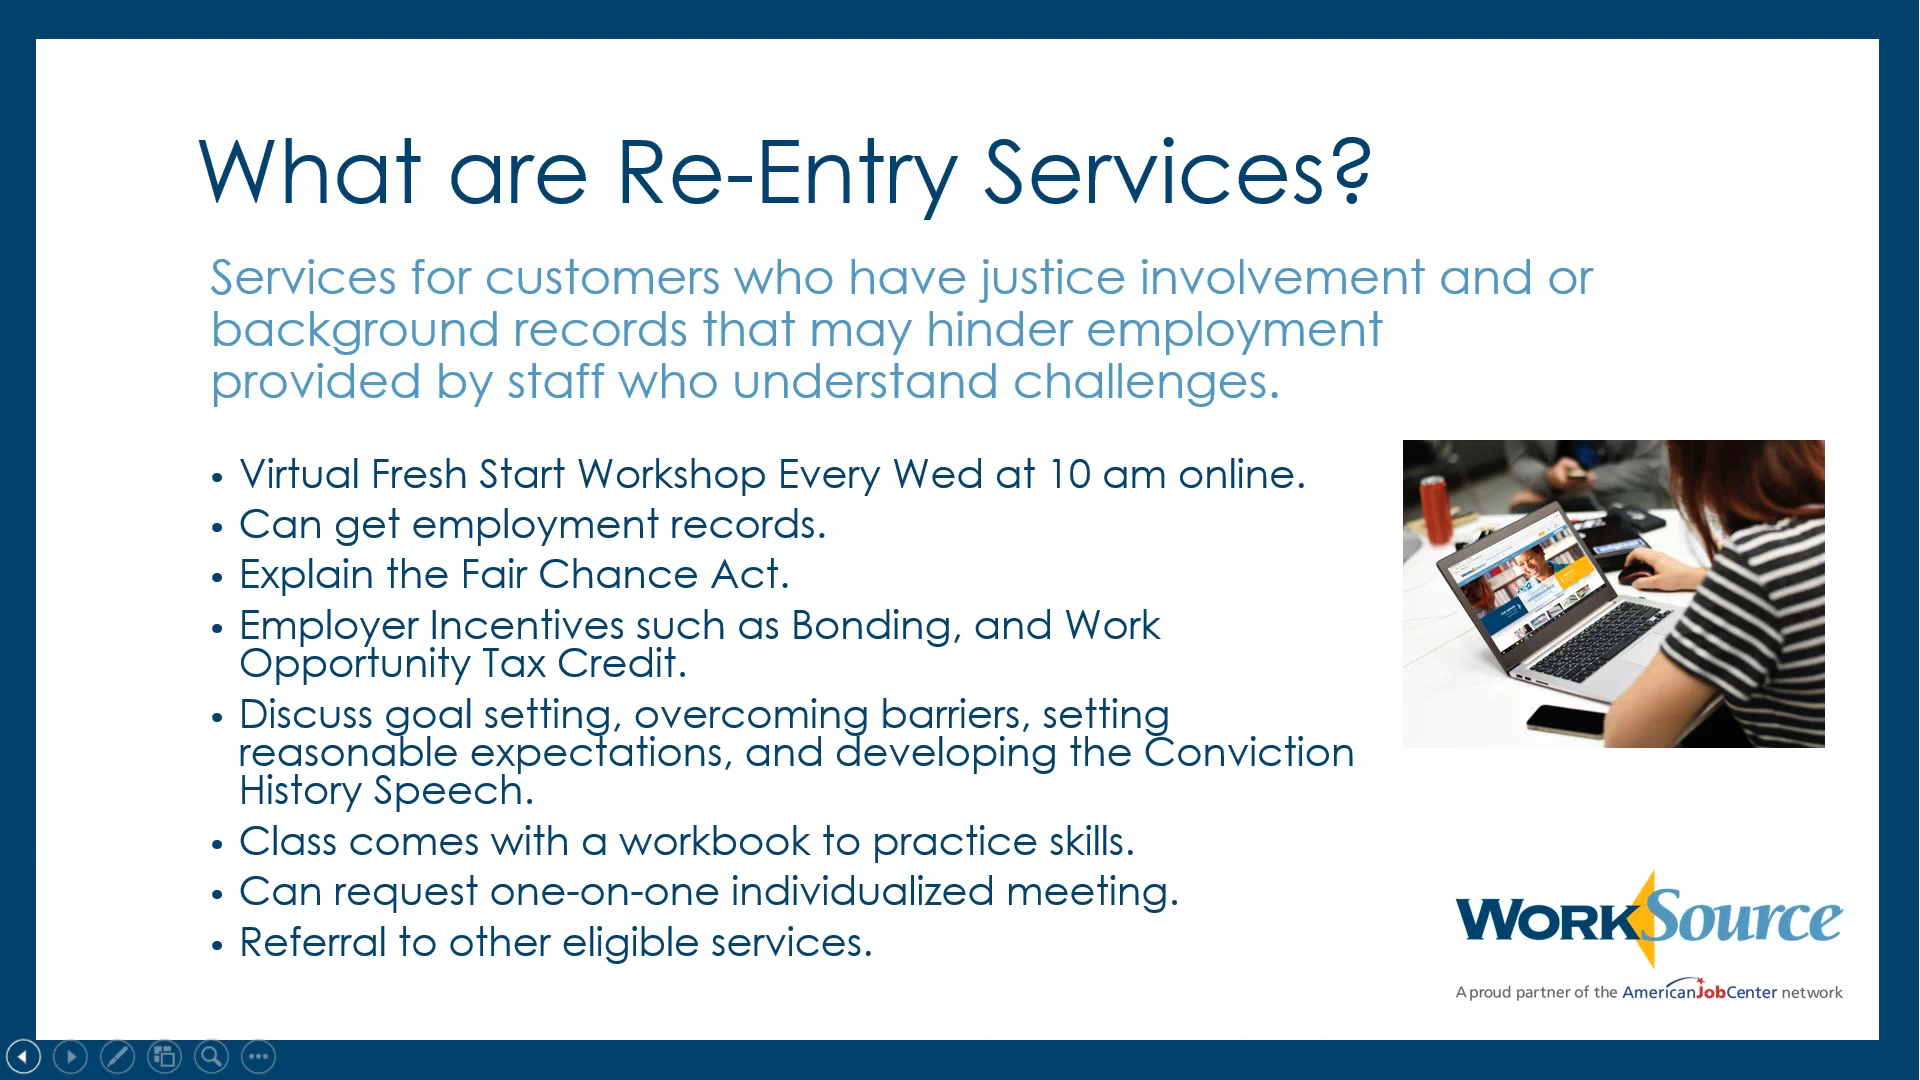 What are Re-Entry Services?
Services for customers who have justice involvement and or
background records that may hinder employment
provided by staff who understand challenges.
• Virtual Fresh Start Workshop Every Wed at 10 am online.
• Can get employment records.
• Explain the Fair Chance Act.
• Employer Incentives such as Bonding, and Work
Opportunity Tax Credit.
• Discuss goal setting, overcoming barriers, setting
reasonable expectations, and developing the Conviction
History Speech.
• Class comes with a workbook to practice skills.
• Can request one-on-one individualized meeting.
• Referral to other eligible services.
WORKSource
A proud partner of the AmericanJobCenter network